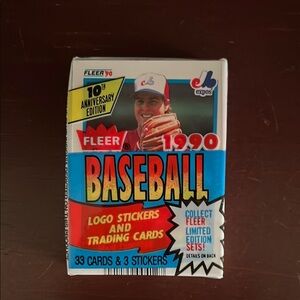 FLEER '90
10TH
ANNIVERSARY
EDITION
expos
FLEER
1990
BASEBALL
LOGO STICKERS
AND
TRADING CARDS
COLLECT
FLEER
LIMITED
EDITION
SETS!
DETAILS ON BACK
33 CARDS & 3 STICKERS